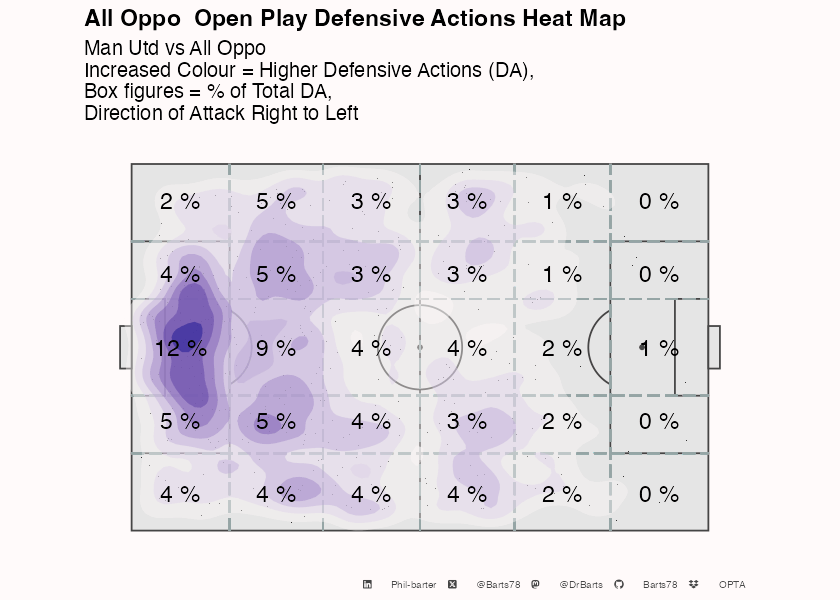 All Oppo  Open Play Defensive Actions Heat Map
Man Utd vs All Oppo
Increased Colour = Higher Defensive Actions (DA),
Box figures = % of Total DA,
Direction of Attack Right to Left
2 % 5 % 3 % 3 % 1 % 0 %
4 % 5 % 3 % 3 % 1 % 0 %
12 % 9 % 4 % 4 % 2 % 1 %
5 % 5 % 4 % 3 % 2 % 0 %
4 % 4 % 4 % 4 % 2 % 0 %
Phil-barter @Barts78 @DrBarts Barts78 OPTA